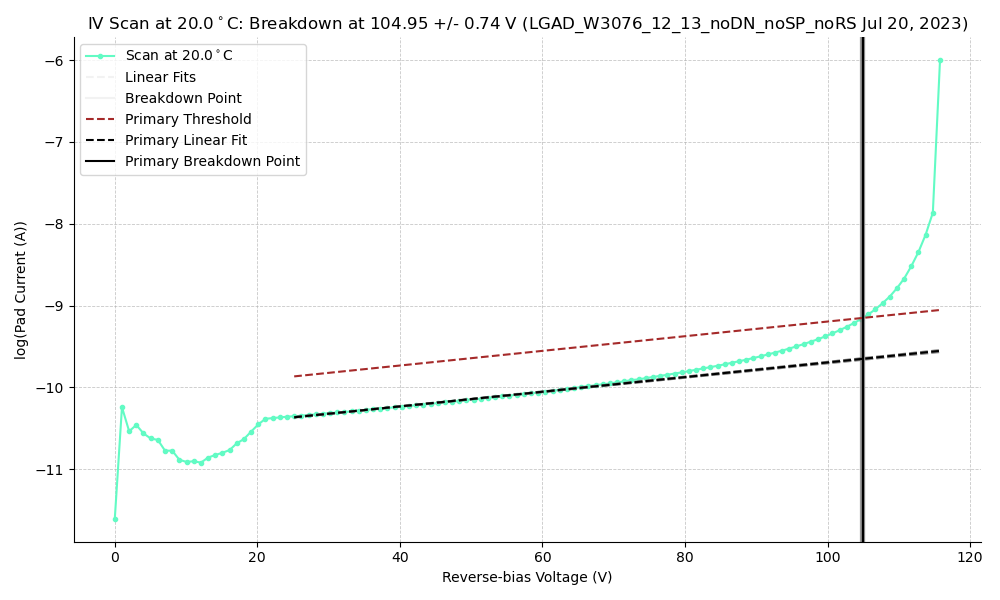 IV Scan at 20.0°C: Breakdown at 104.95 +/- 0.74 V (LGAD_W3076_12_13_noDN_noSP_noRS Jul 20, 2023)
Scan at 20.0°C
Linear Fits
Breakdown Point
Primary Threshold
Primary Linear Fit
Primary Breakdown Point
log(Pad Current (A))
−6
−7
−8
−9
−10
−11
0 20 40 60 80 100 120
Reverse-bias Voltage (V)